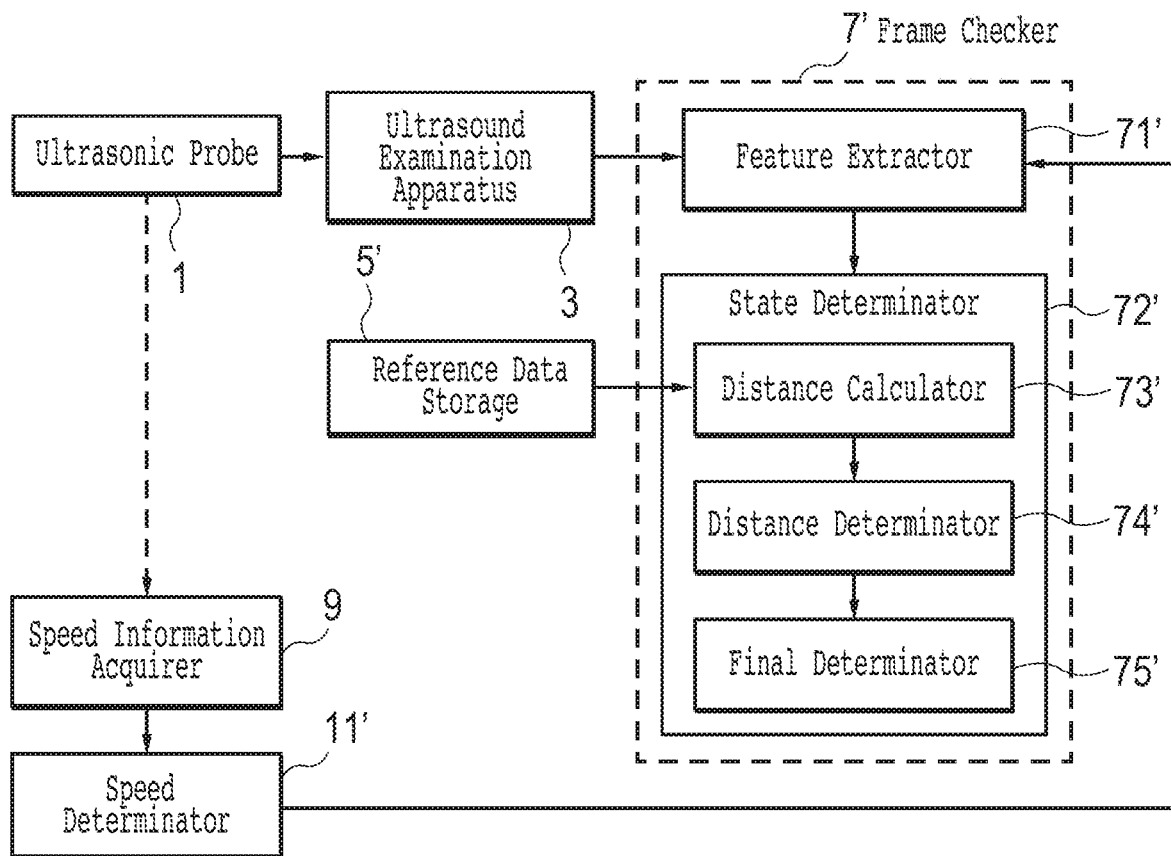 7’ Frame Checker
Ultrasonic Probe
1
Ultrasound
Examination
Apparatus
3
Feature Extractor
71’
5’
Reference Data
Storage
State Determinator
72’
Distance Calculator
73’
Distance Determinator
74’
Final Determinator
75’
Speed Information
Acquirer
9
Speed
Determinator
11’